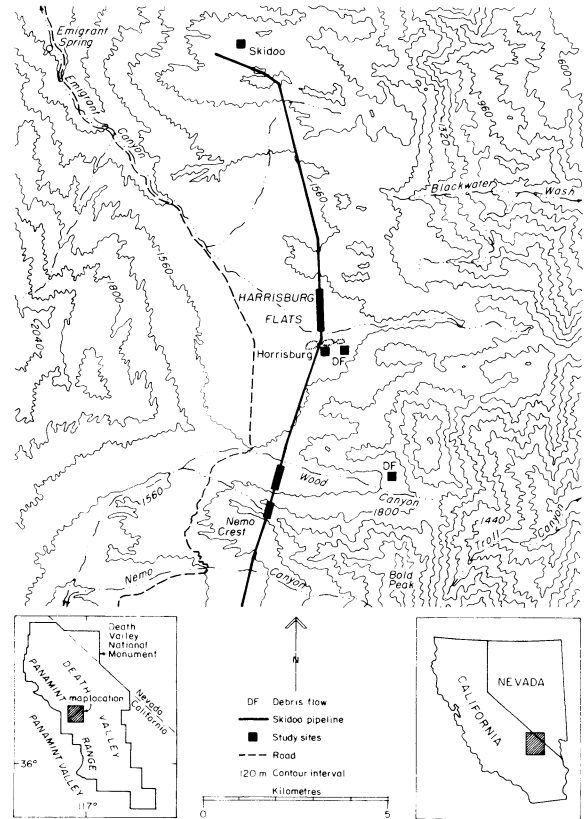 Emigrant
Spring
Skidoo
Emigrant
Canyon
600
960
1320
1560
Blackwater
Wash
1560
1800
2040
HARRISBURG
FLATS
Horrisburg
DF
DF
Wood
Canyon
1800
1560
Nemo
Crest
1440
Trail
Canyon
Nemo
Canyon
Bald
Peak
Death
Valley
National
Monument
DEATH
VALLEY
PANAMINT
RANGE
PANAMINT VALLEY
map location
Nevada
California
36°
117°
N
DF Debris flow
Skidoo pipeline
Study sites
Road
120 m Contour interval
Kilometres
0 5
NEVADA
CALIFORNIA